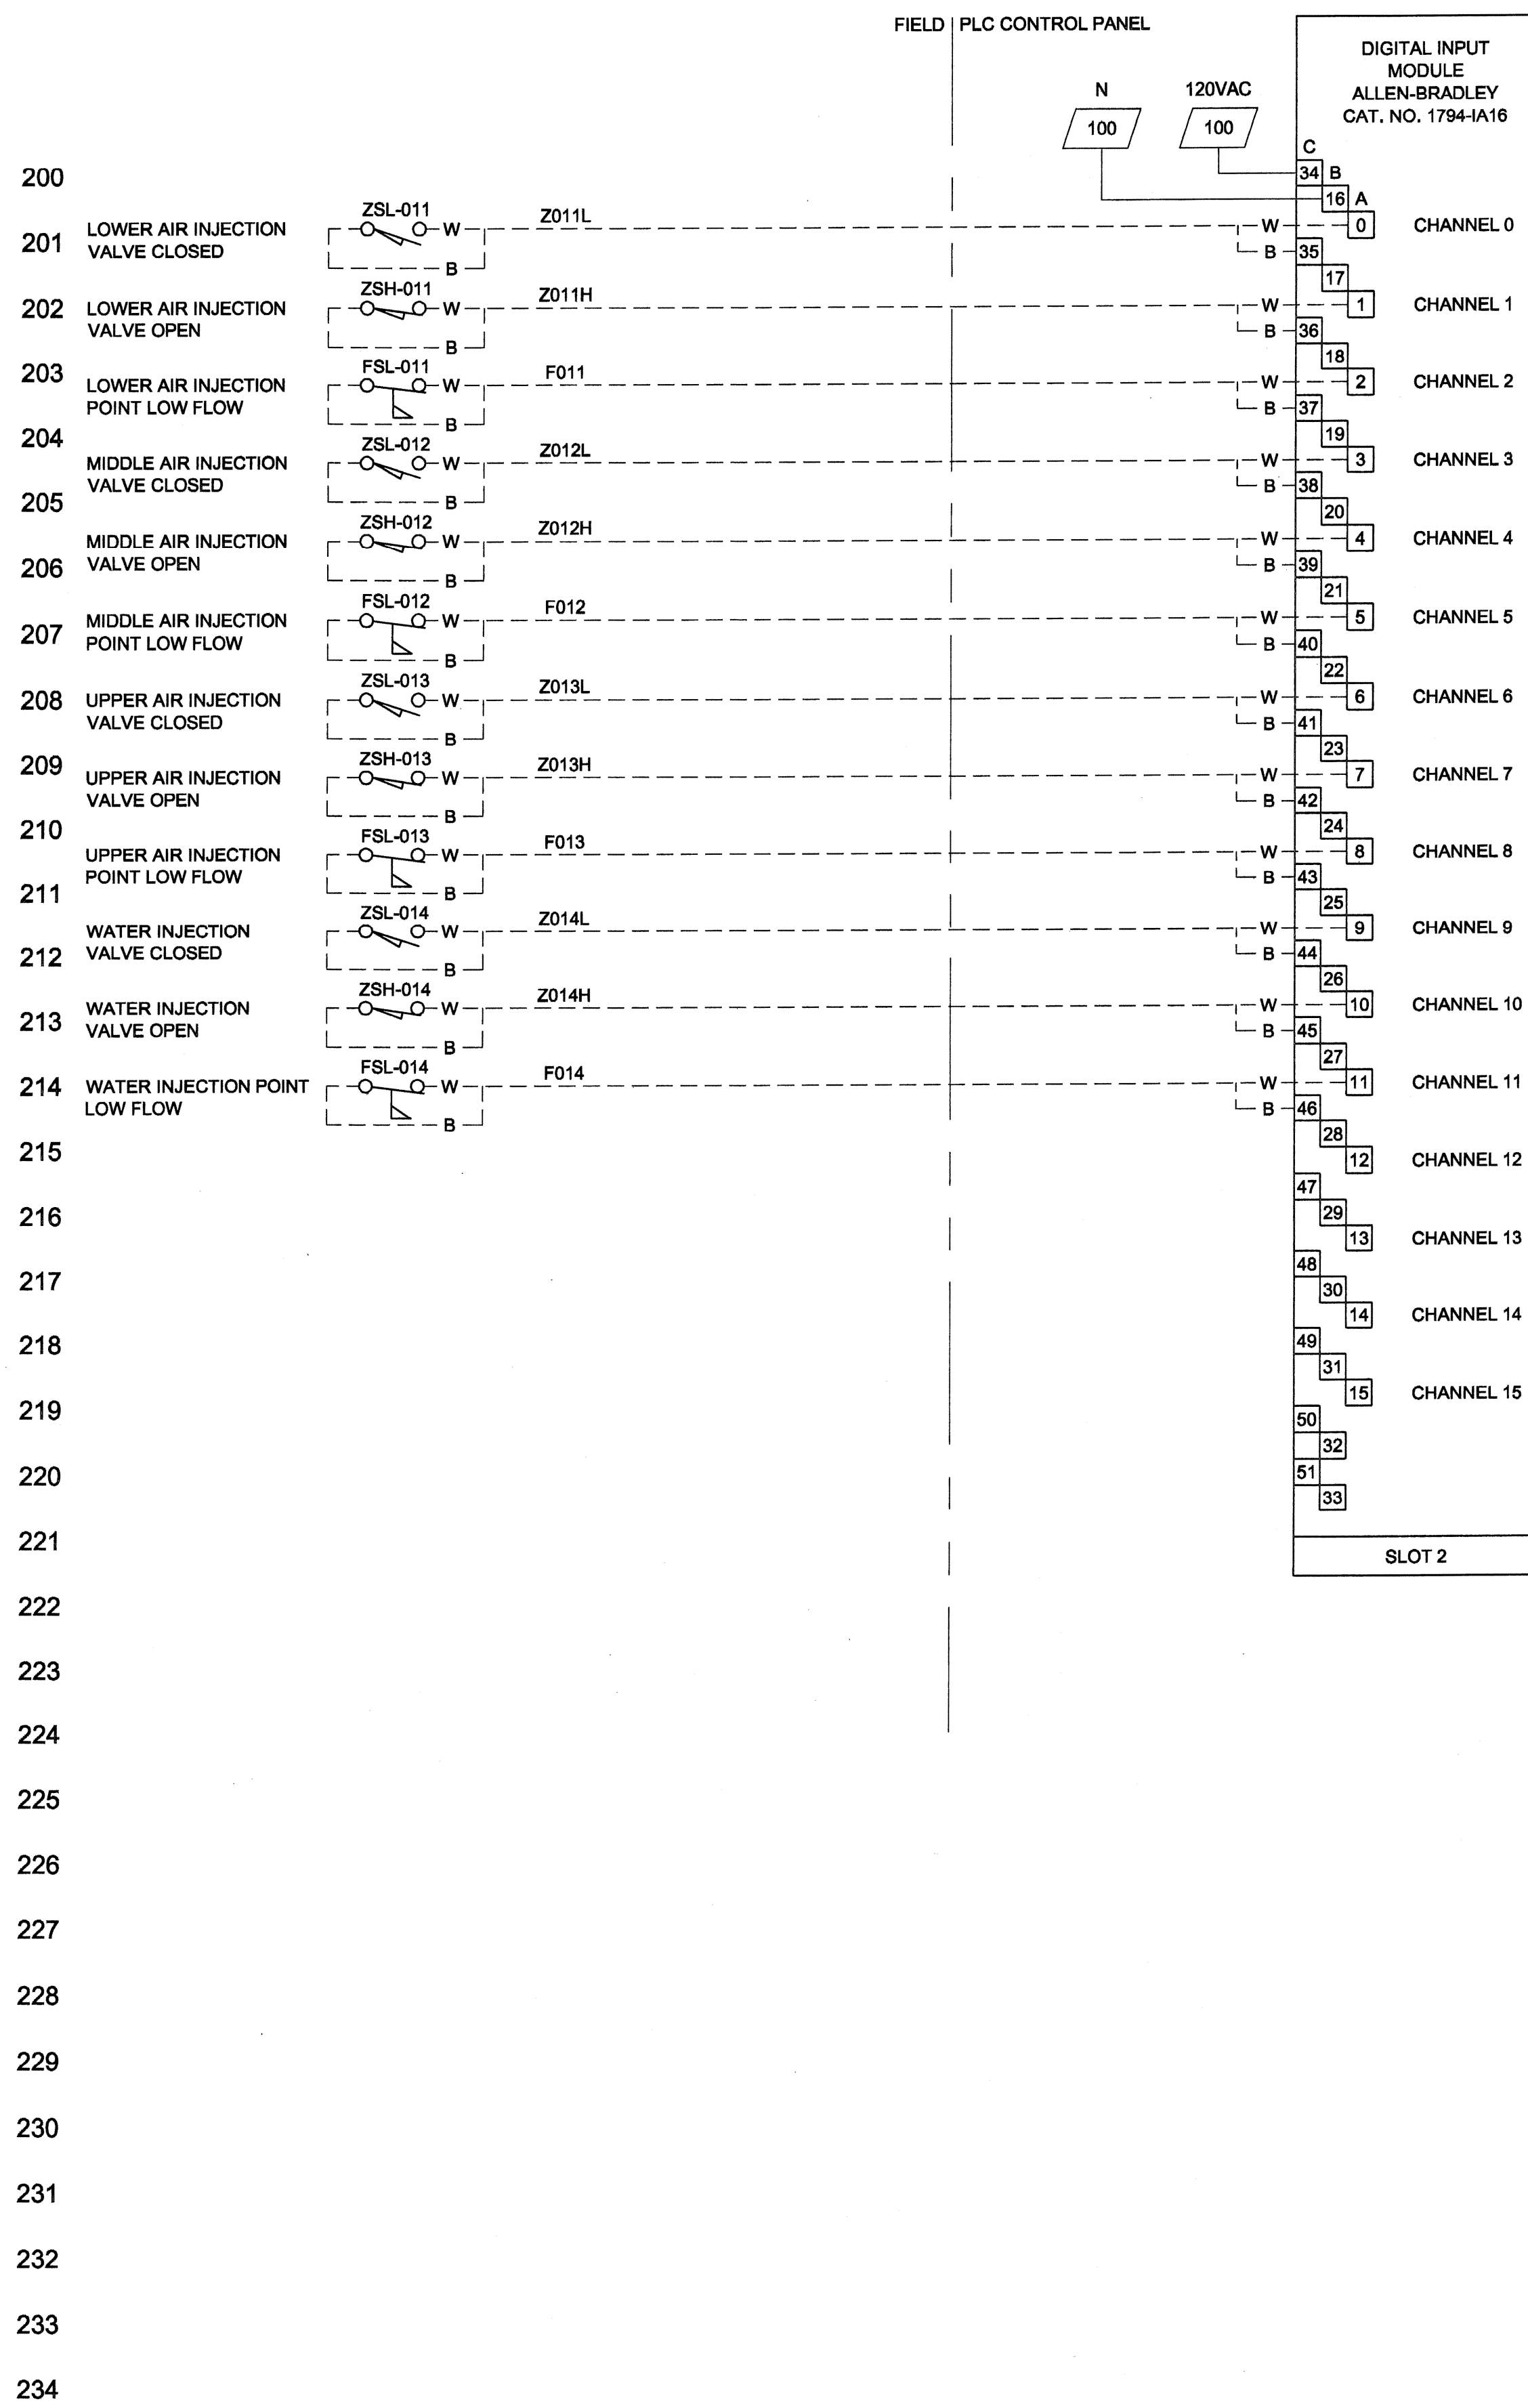 FIELD | PLC CONTROL PANEL
DIGITAL INPUT
MODULE
ALLEN-BRADLEY
CAT. NO. 1794-IA16
N 120VAC
100 100
C
200 34 B
16 A
ZSL-011 Z011L
201 LOWER AIR INJECTION W W 0 CHANNEL 0
VALVE CLOSED B B 35
17
ZSH-011 Z011H
202 LOWER AIR INJECTION W W 1 CHANNEL 1
VALVE OPEN B B 36
18
FSL-011 F011
203 LOWER AIR INJECTION W W 2 CHANNEL 2
POINT LOW FLOW B B 37
19
204 ZSL-012 Z012L
MIDDLE AIR INJECTION W W 3 CHANNEL 3
VALVE CLOSED B B 38
205 20
ZSH-012 Z012H
MIDDLE AIR INJECTION W W 4 CHANNEL 4
206 VALVE OPEN B B 39
21
FSL-012 F012
207 MIDDLE AIR INJECTION W W 5 CHANNEL 5
POINT LOW FLOW B B 40
22
ZSL-013 Z013L
208 UPPER AIR INJECTION W W 6 CHANNEL 6
VALVE CLOSED B B 41
23
ZSH-013 Z013H
209 UPPER AIR INJECTION W W 7 CHANNEL 7
VALVE OPEN B B 42
24
210 FSL-013 F013
UPPER AIR INJECTION W W 8 CHANNEL 8
POINT LOW FLOW B B 43
211 25
ZSL-014 Z014L
WATER INJECTION W W 9 CHANNEL 9
212 VALVE CLOSED B B 44
26
ZSH-014 Z014H
213 WATER INJECTION W W 10 CHANNEL 10
VALVE OPEN B B 45
27
FSL-014 F014
214 WATER INJECTION POINT W W 11 CHANNEL 11
LOW FLOW B B 46
28
215 12 CHANNEL 12
47
216 29
13 CHANNEL 13
48
217 30
14 CHANNEL 14
218 49
31
15 CHANNEL 15
219 50
32
220 51
33
221
SLOT 2
222
223
224
225
226
227
228
229
230
231
232
233
234